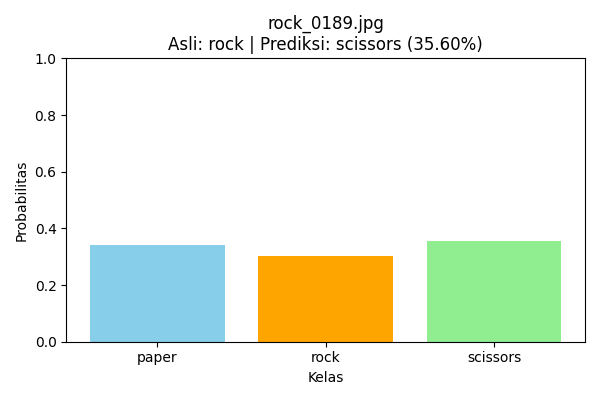 rock_0189.jpg
Asli: rock | Prediksi: scissors (35.60%)
1.0
0.8
0.6
0.4
0.2
0.0
Probabilitas
paper
rock
scissors
Kelas